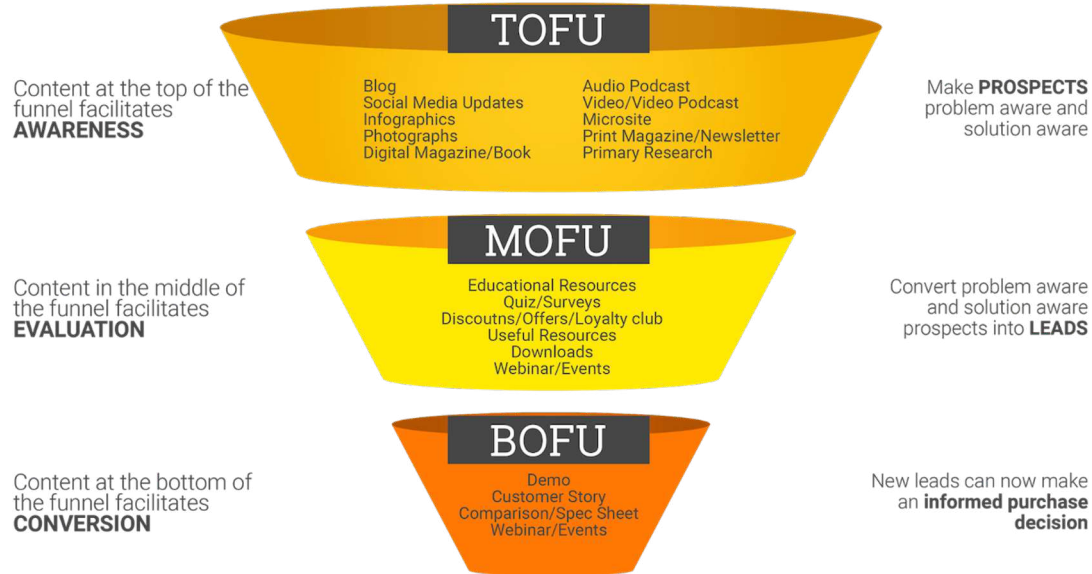 TOFU
Content at the top of the
funnel facilitates
AWARENESS
Blog
Social Media Updates
Infographics
Photographs
Digital Magazine/Book
Audio Podcast
Video/Video Podcast
Microsite
Print Magazine/Newsletter
Primary Research
Make PROSPECTS
problem aware and
solution aware
MOFU
Content in the middle of
the funnel facilitates
EVALUATION
Educational Resources
Quiz/Surveys
Discoutns/Offers/Loyalty club
Useful Resources
Downloads
Webinar/Events
Convert problem aware
and solution aware
prospects into LEADS
BOFU
Content at the bottom of
the funnel facilitates
CONVERSION
Demo
Customer Story
Comparison/Spec Sheet
Webinar/Events
New leads can now make
an informed purchase
decision